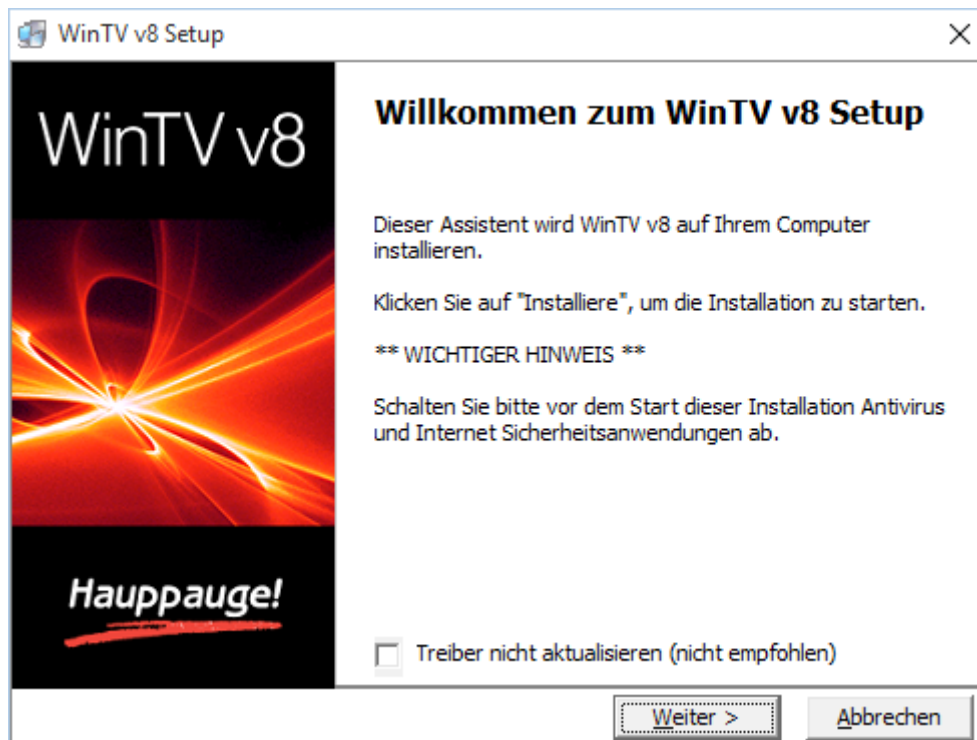 WinTV v8 Setup
WinTV v8
Willkommen zum WinTV v8 Setup
Dieser Assistent wird WinTV v8 auf Ihrem Computer
installieren.
Klicken Sie auf "Installiere", um die Installation zu starten.
** WICHTIGER HINWEIS **
Schalten Sie bitte vor dem Start dieser Installation Antivirus
und Internet Sicherheitsanwendungen ab.
Hauppauge!
Treiber nicht aktualisieren (nicht empfohlen)
Weiter >
Abbrechen